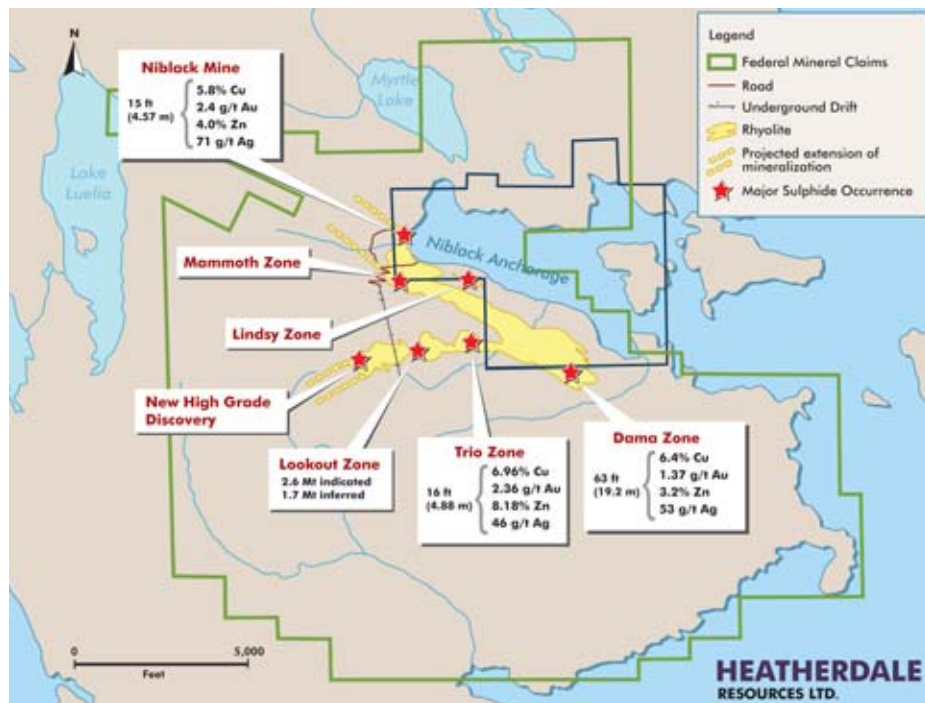 N
Niblack Mine
15 ft
(4.57 m)
5.8% Cu
2.4 g/t Au
4.0% Zn
71 g/t Ag
Lake
Luelia
Myrtle
Lake
Legend
Federal Mineral Claims
Road
Underground Drift
Rhyolite
Projected extension of
mineralization
Major Sulphide Occurrence
Niblack Anchorage
Mammoth Zone
Lindsy Zone
New High Grade
Discovery
Lookout Zone
2.6 Mt indicated
1.7 Mt inferred
Trio Zone
16 ft
(4.88 m)
6.96% Cu
2.36 g/t Au
8.18% Zn
46 g/t Ag
Dama Zone
63 ft
(19.2 m)
6.4% Cu
1.37 g/t Au
3.2% Zn
53 g/t Ag
0 5,000
Feet
HEATHERDALE
RESOURCES LTD.